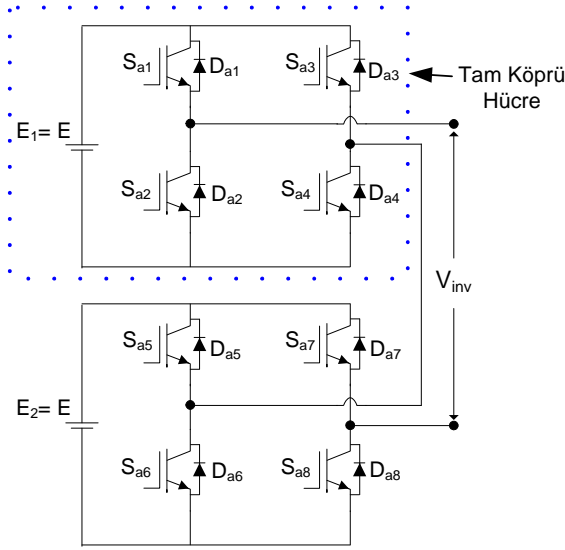 Sa1
Da1
Sa3
Da3
Tam Köprü
Hücre
E1= E
Sa2
Da2
Sa4
Da4
Vinv
Sa5
Da5
Sa7
Da7
E2= E
Sa6
Da6
Sa8
Da8